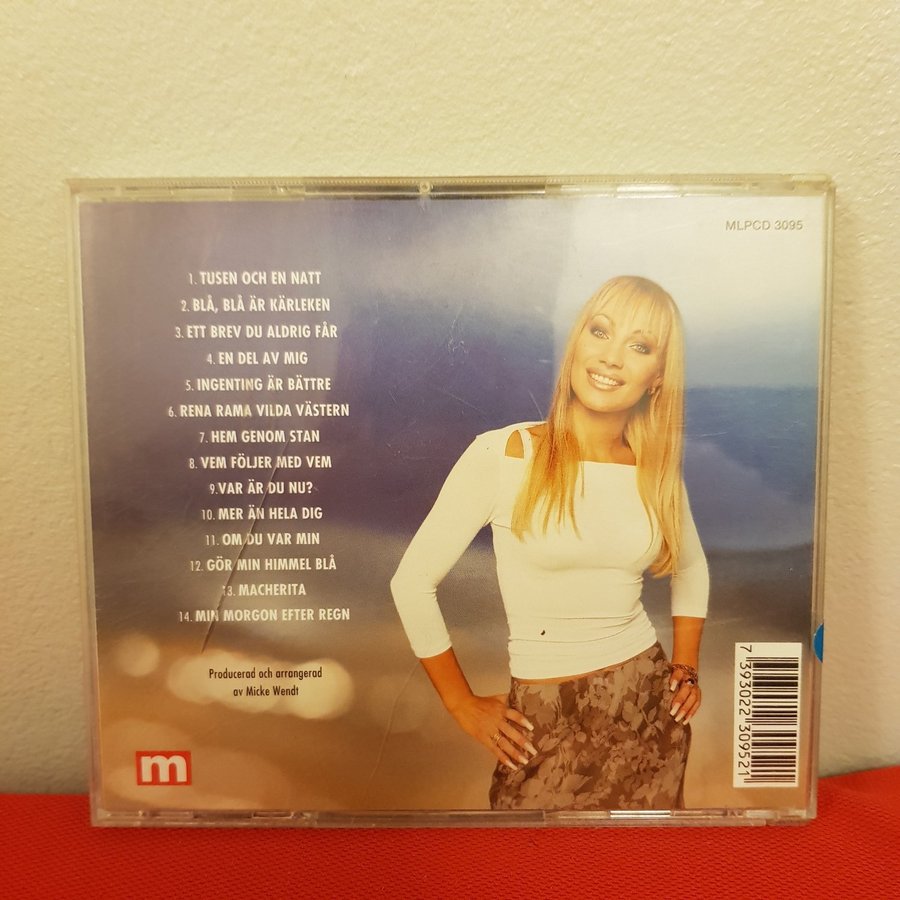 MLPCD 3095
1. TUSEN OCH EN NATT
2. BLÅ, BLÅ ÄR KÄRLEKEN
3. ETT BREV DU ALDRIG FÅR
4. EN DEL AV MIG
5. INGENTING ÄR BÄTTRE
6. RENA RAMA VILDA VÄSTERN
7. HEM GENOM STAN
8. VEM FÖLJER MED VEM
9.VAR ÄR DU NU?
10. MER ÄN HELA DIG
11. OM DU VAR MIN
12. GÖR MIN HIMMEL BLÅ
13. MACHERITA
14. MIN MORGON EFTER REGN
Producerad och arrangerad
av Micke Wendt
m
7 393022 309521